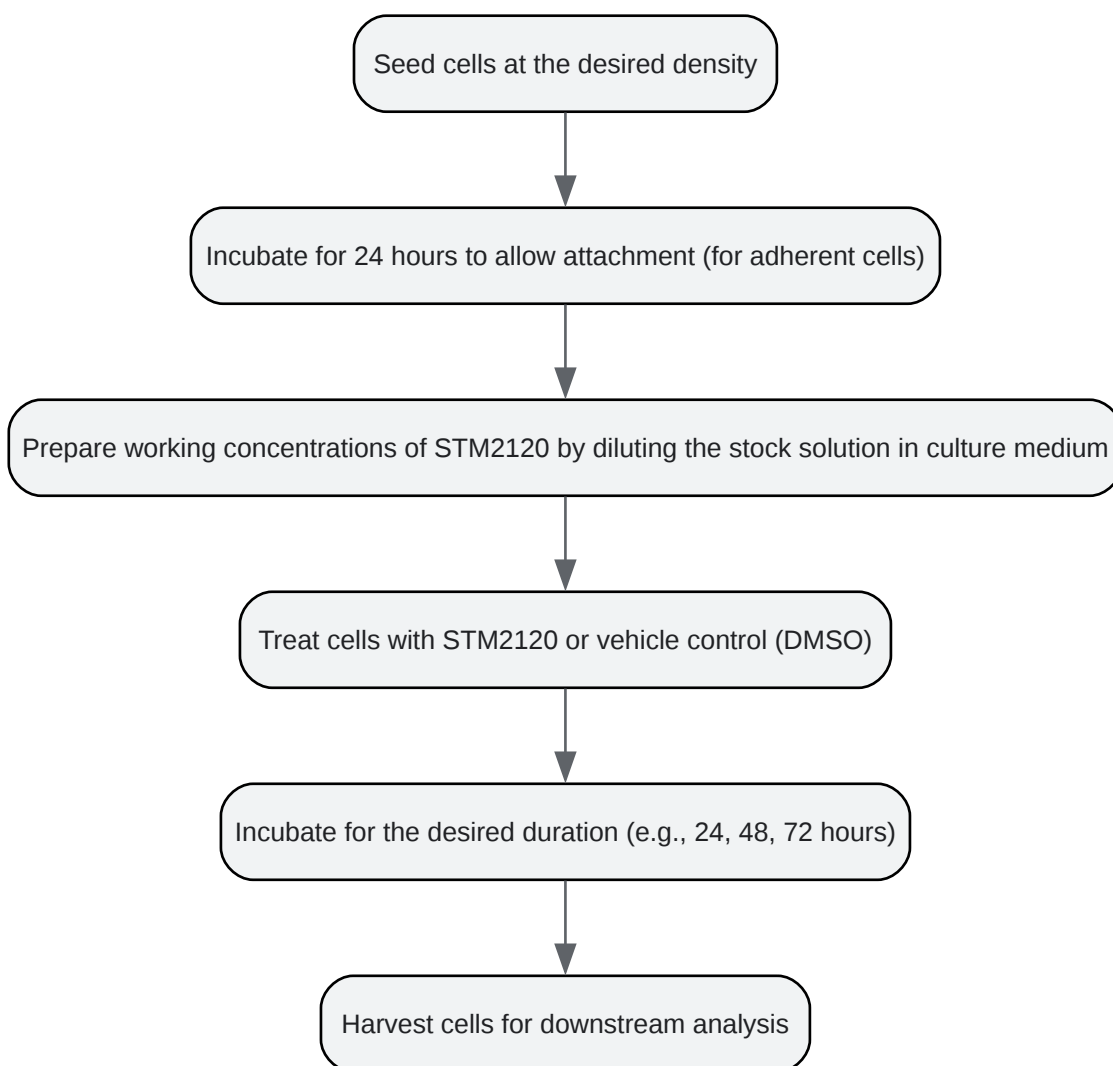 Seed cells at the desired density
Incubate for 24 hours to allow attachment (for adherent cells)
Prepare working concentrations of STM2120 by diluting the stock solution in culture medium
Treat cells with STM2120 or vehicle control (DMSO)
Incubate for the desired duration (e.g., 24, 48, 72 hours)
Harvest cells for downstream analysis